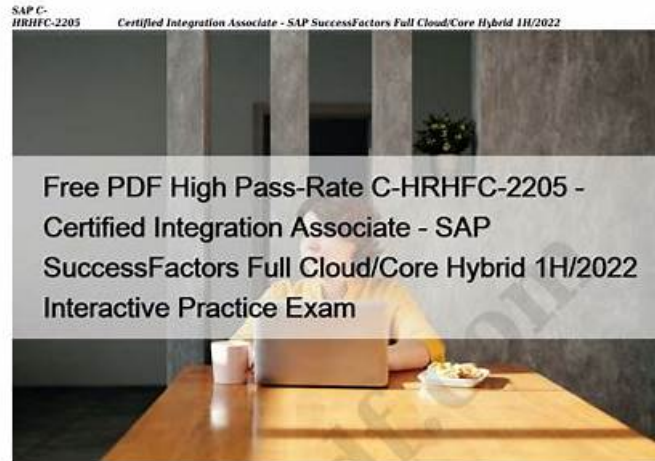 SAP C-
HRHFC-2205 Certified Integration Associate - SAP SuccessFactors Full Cloud/Core Hybrid 1H/2022
Free PDF High Pass-Rate C-HRHFC-2205 -
Certified Integration Associate - SAP
SuccessFactors Full Cloud/Core Hybrid 1H/2022
Interactive Practice Exam